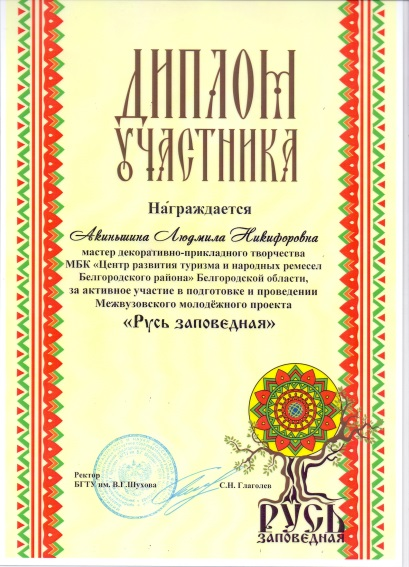 ДИПЛОМ
УЧАСТНИКА
Награждается
Акиньшина Людмила Никифоровна
мастер декоративно-прикладного творчества
МБК «Центр развития туризма и народных ремесел
Белгородского района» Белгородской области,
за активное участие в подготовке и проведении
Межвузовского молодёжного проекта
«Русь заповедная»
Ректор
БГТУ им. В.Г.Шухова
С.Н. Глаголев
РУСЬ
ЗАПОВЕДНАЯ